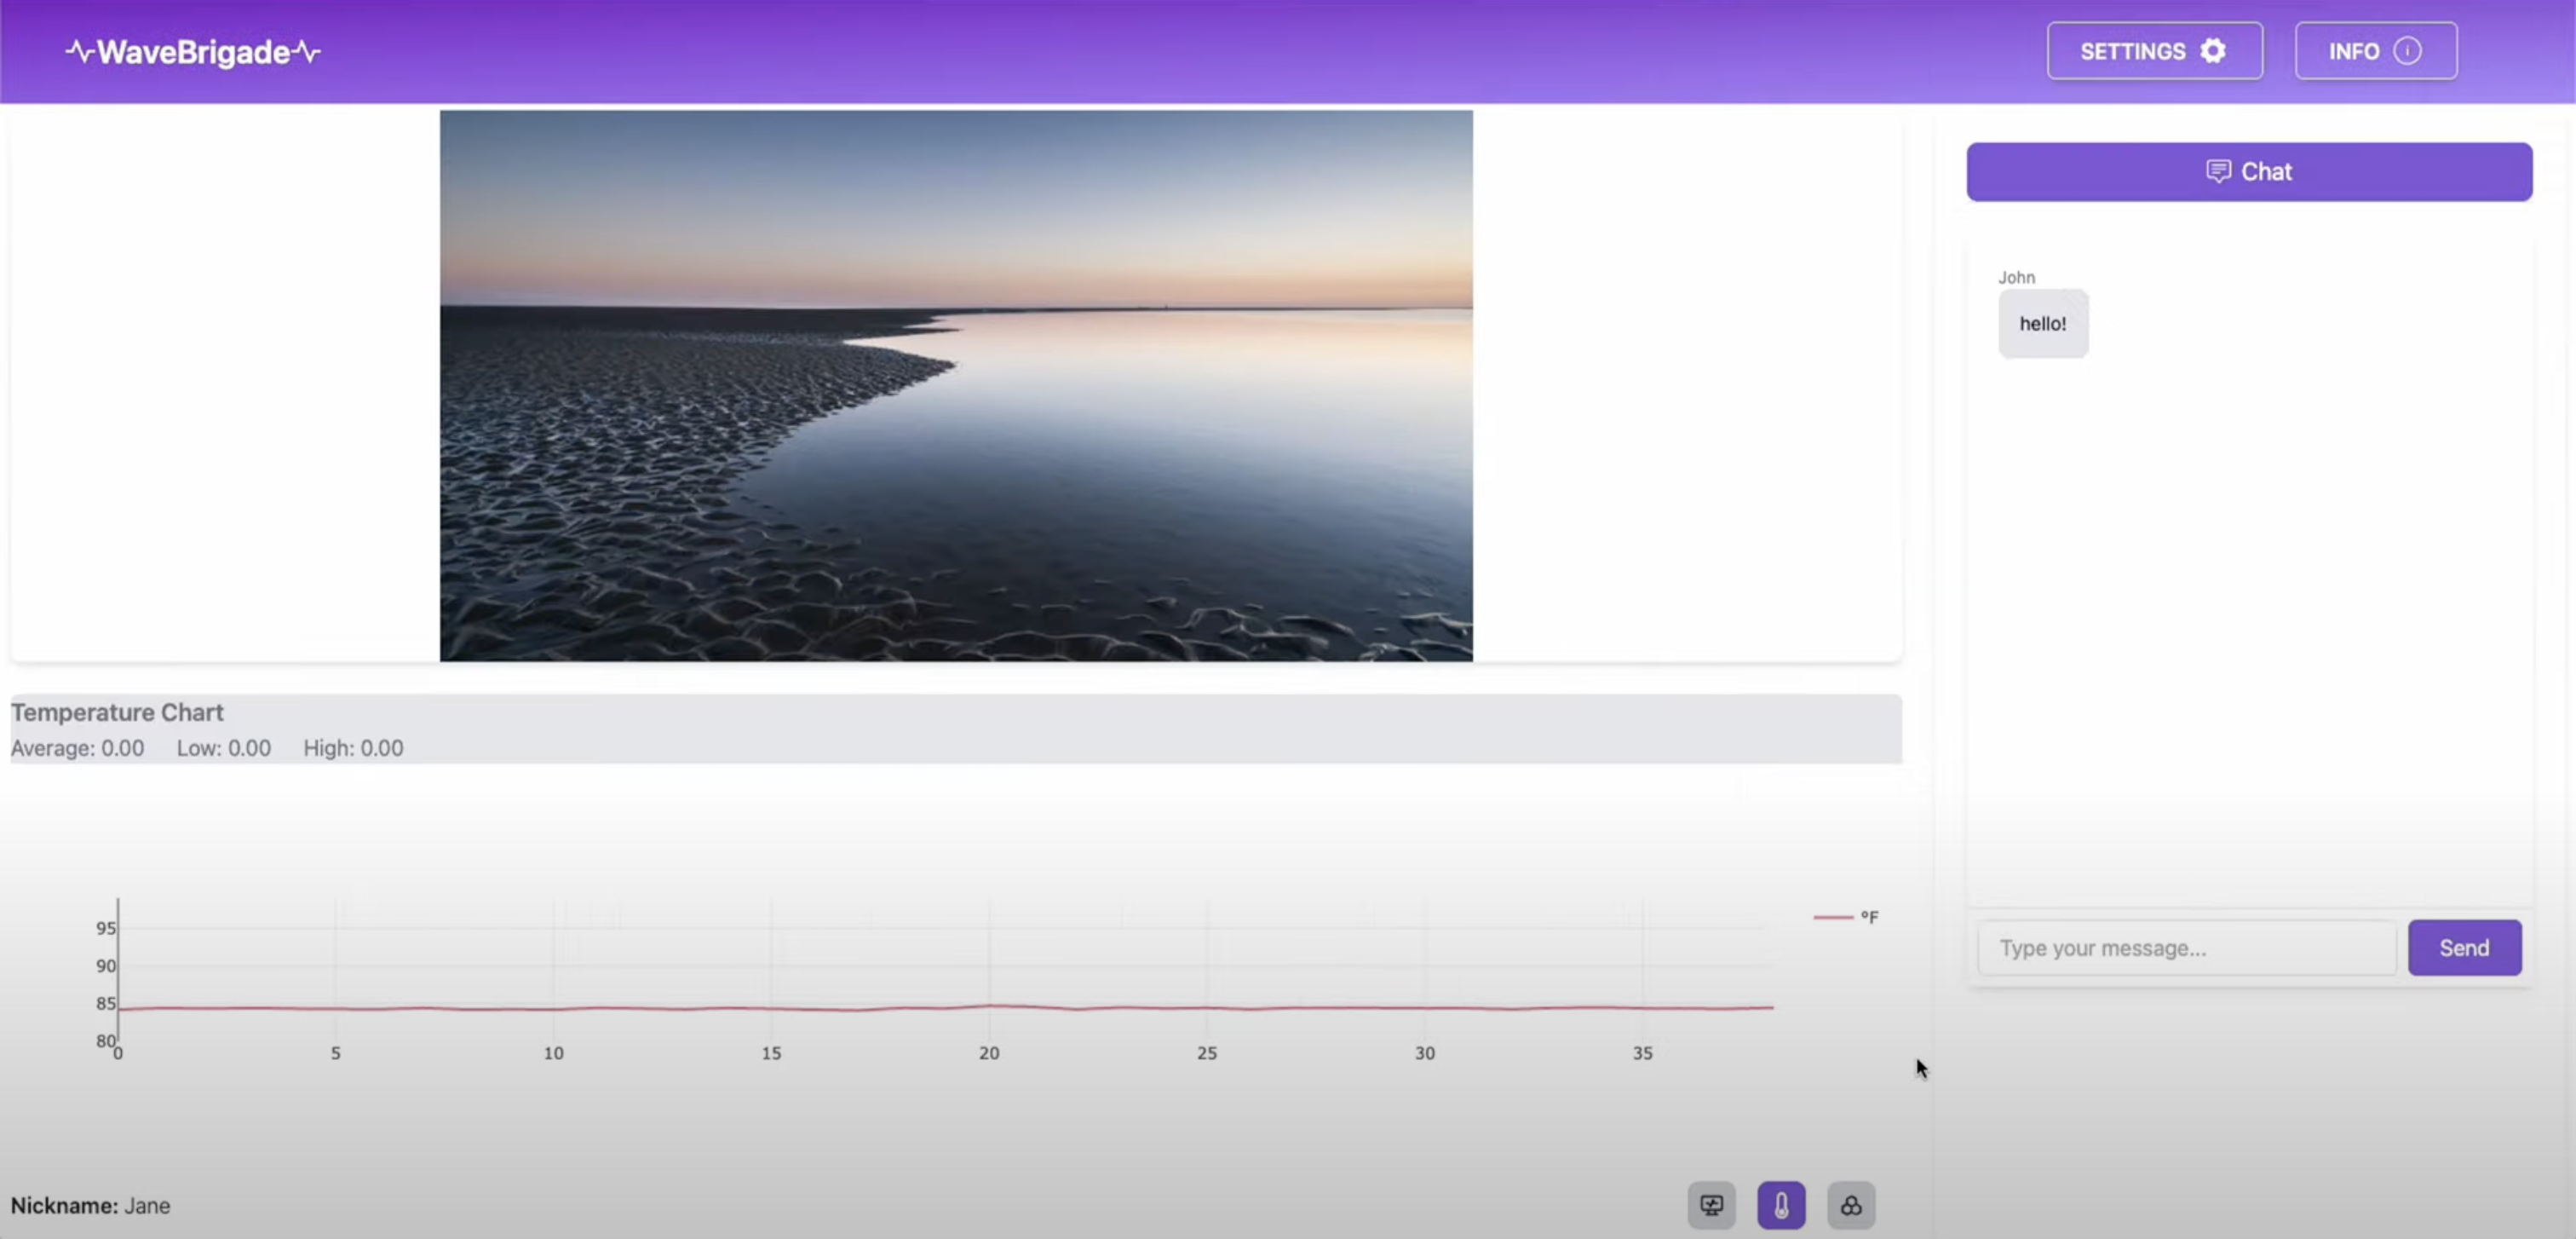 WaveBrigade
SETTINGS
INFO
Chat
John
hello!
Temperature Chart
Average: 0.00 Low: 0.00 High: 0.00
95
90
85
80
0 5 10 15 20 25 30 35
°F
Type your message...
Send
Nickname: Jane